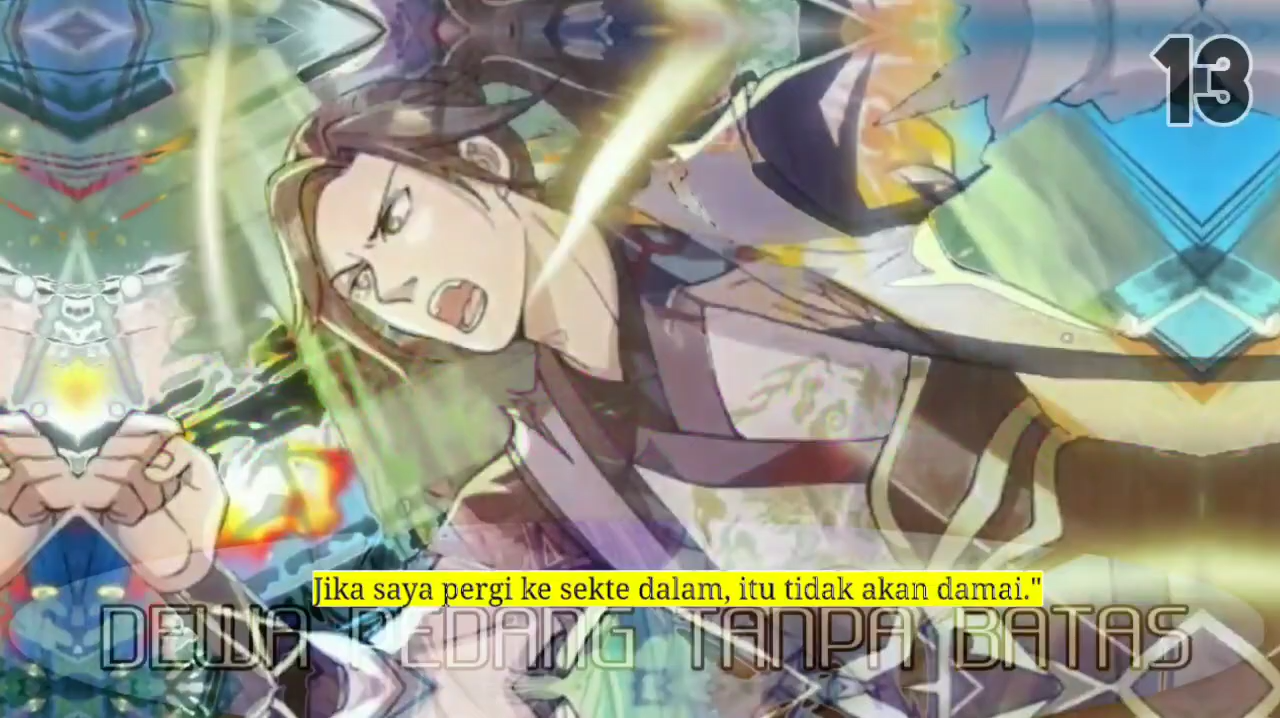 13
Jika saya pergi ke sekte dalam, itu tidak akan damai."
DEWA PEDANG TANPA BATAS